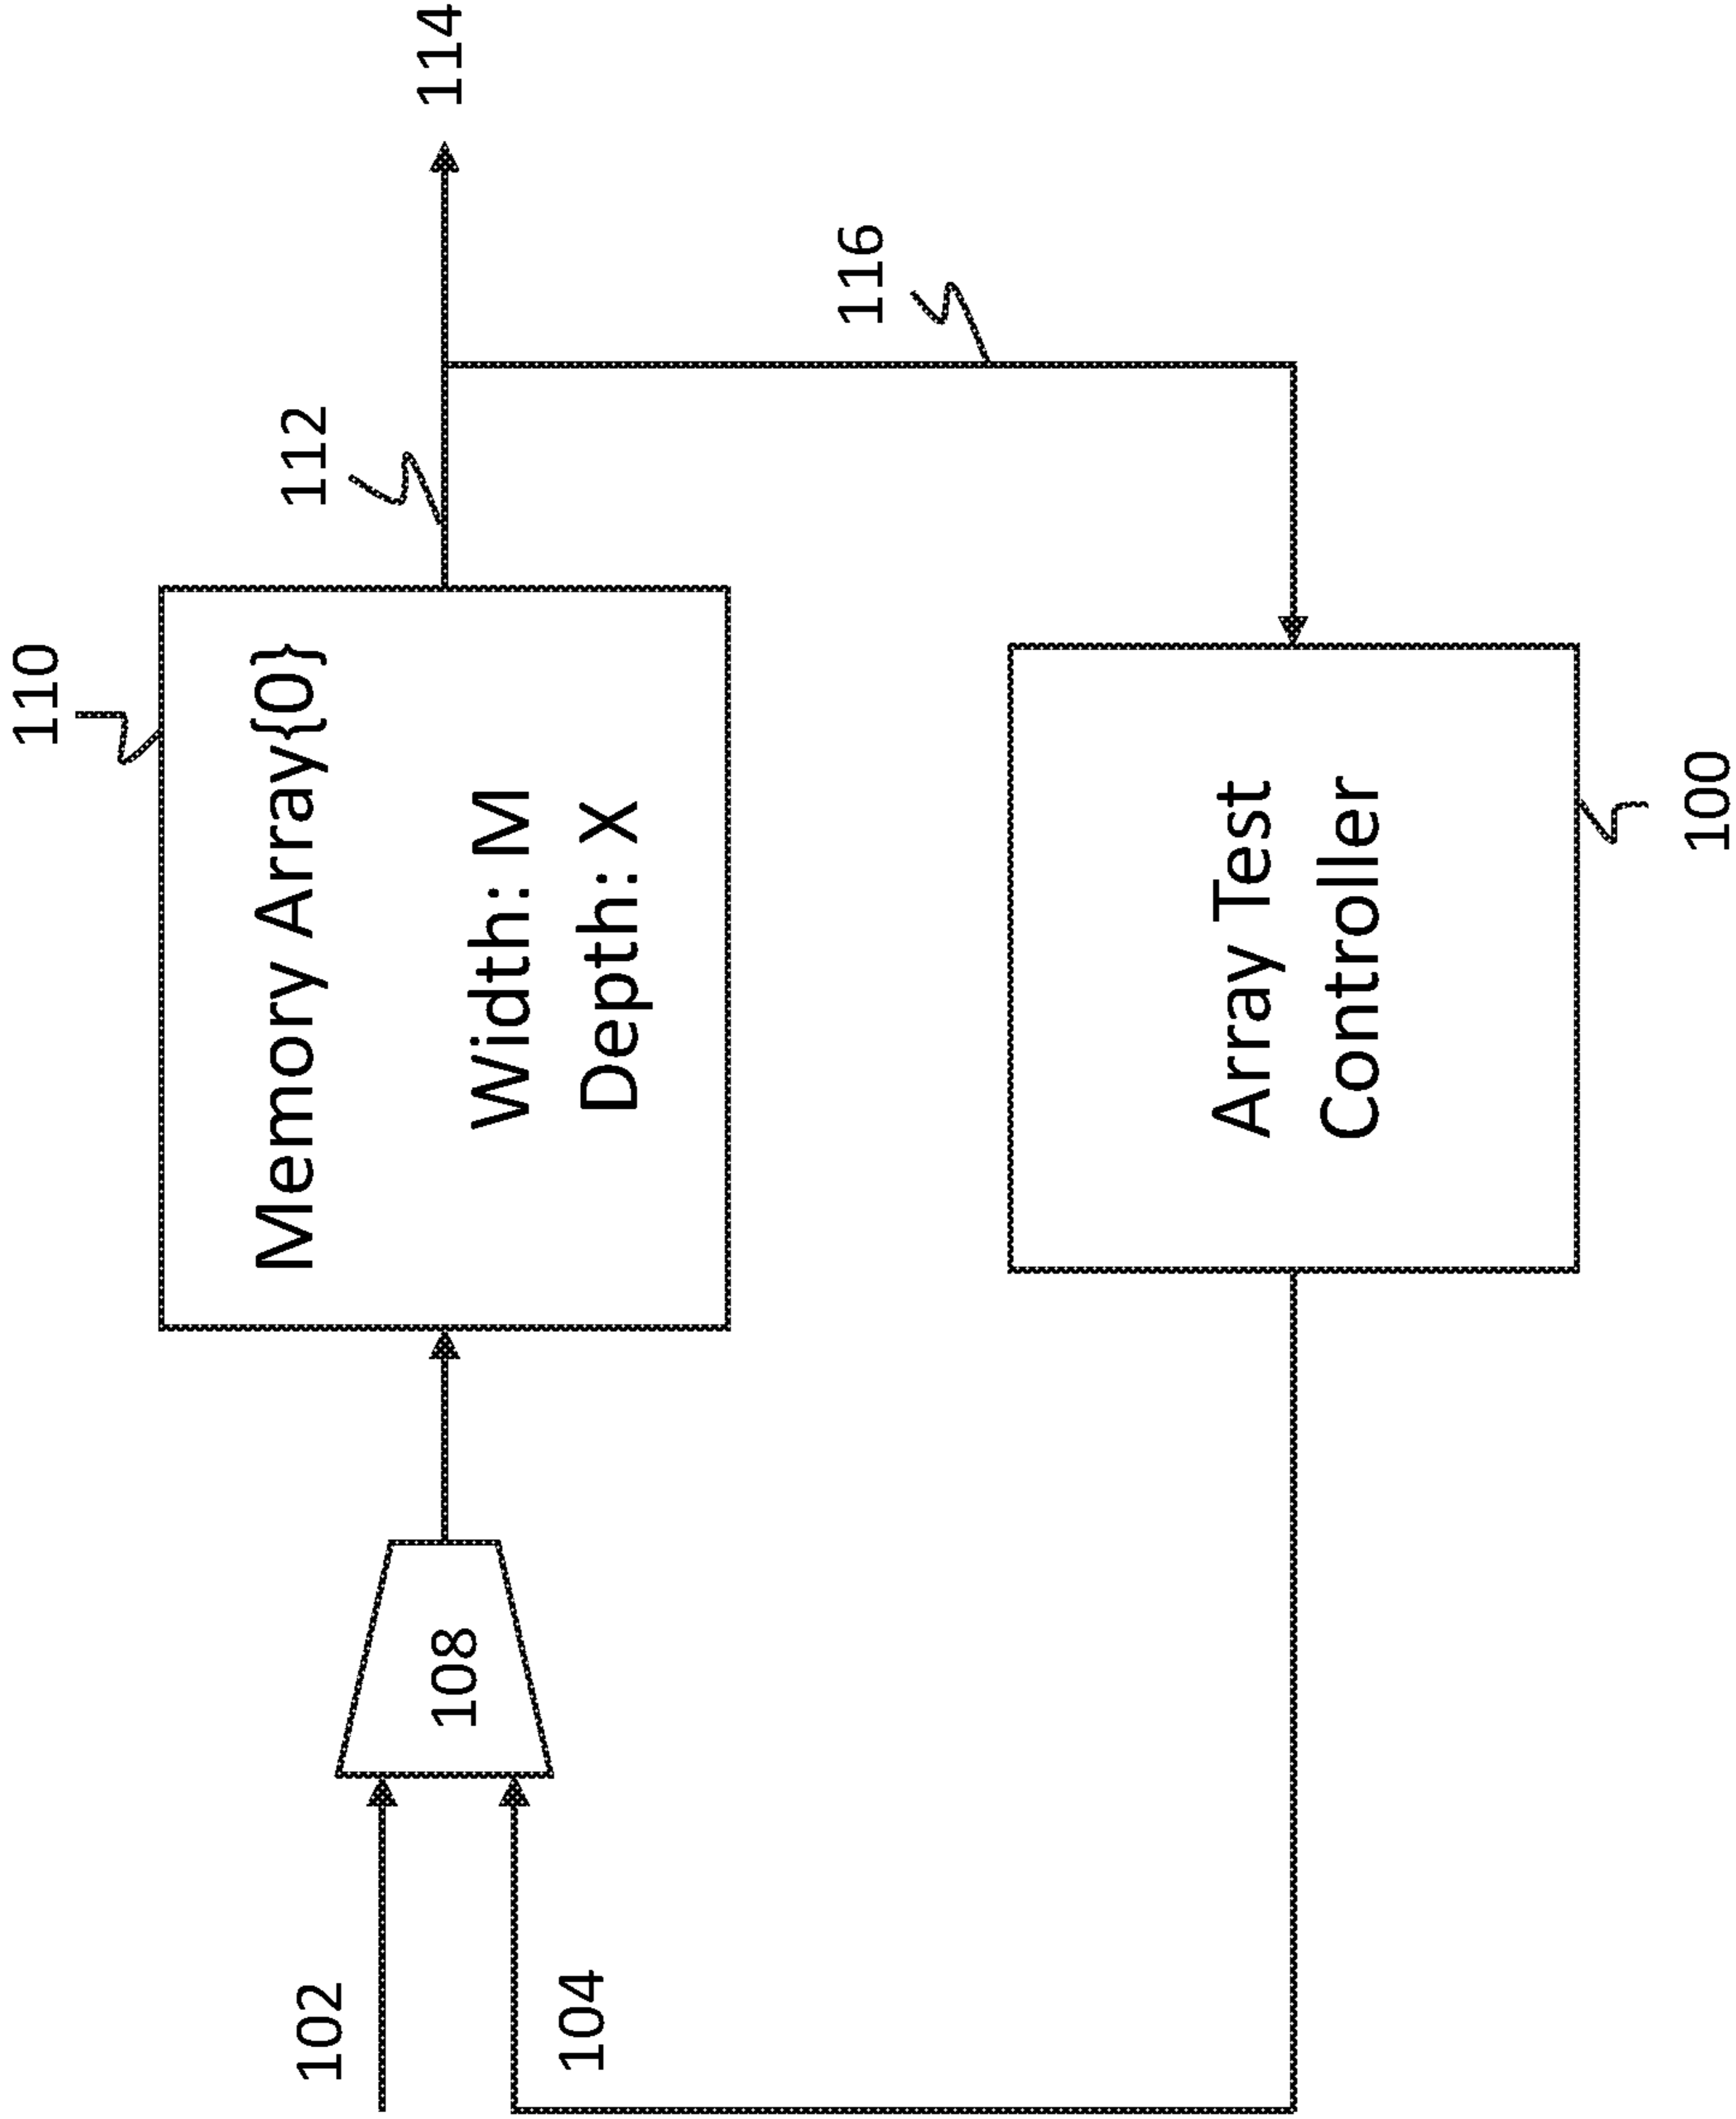 110
Memory Array{0}
Width: M
Depth: X
112
114
102
108
104
116
Array Test
Controller
100